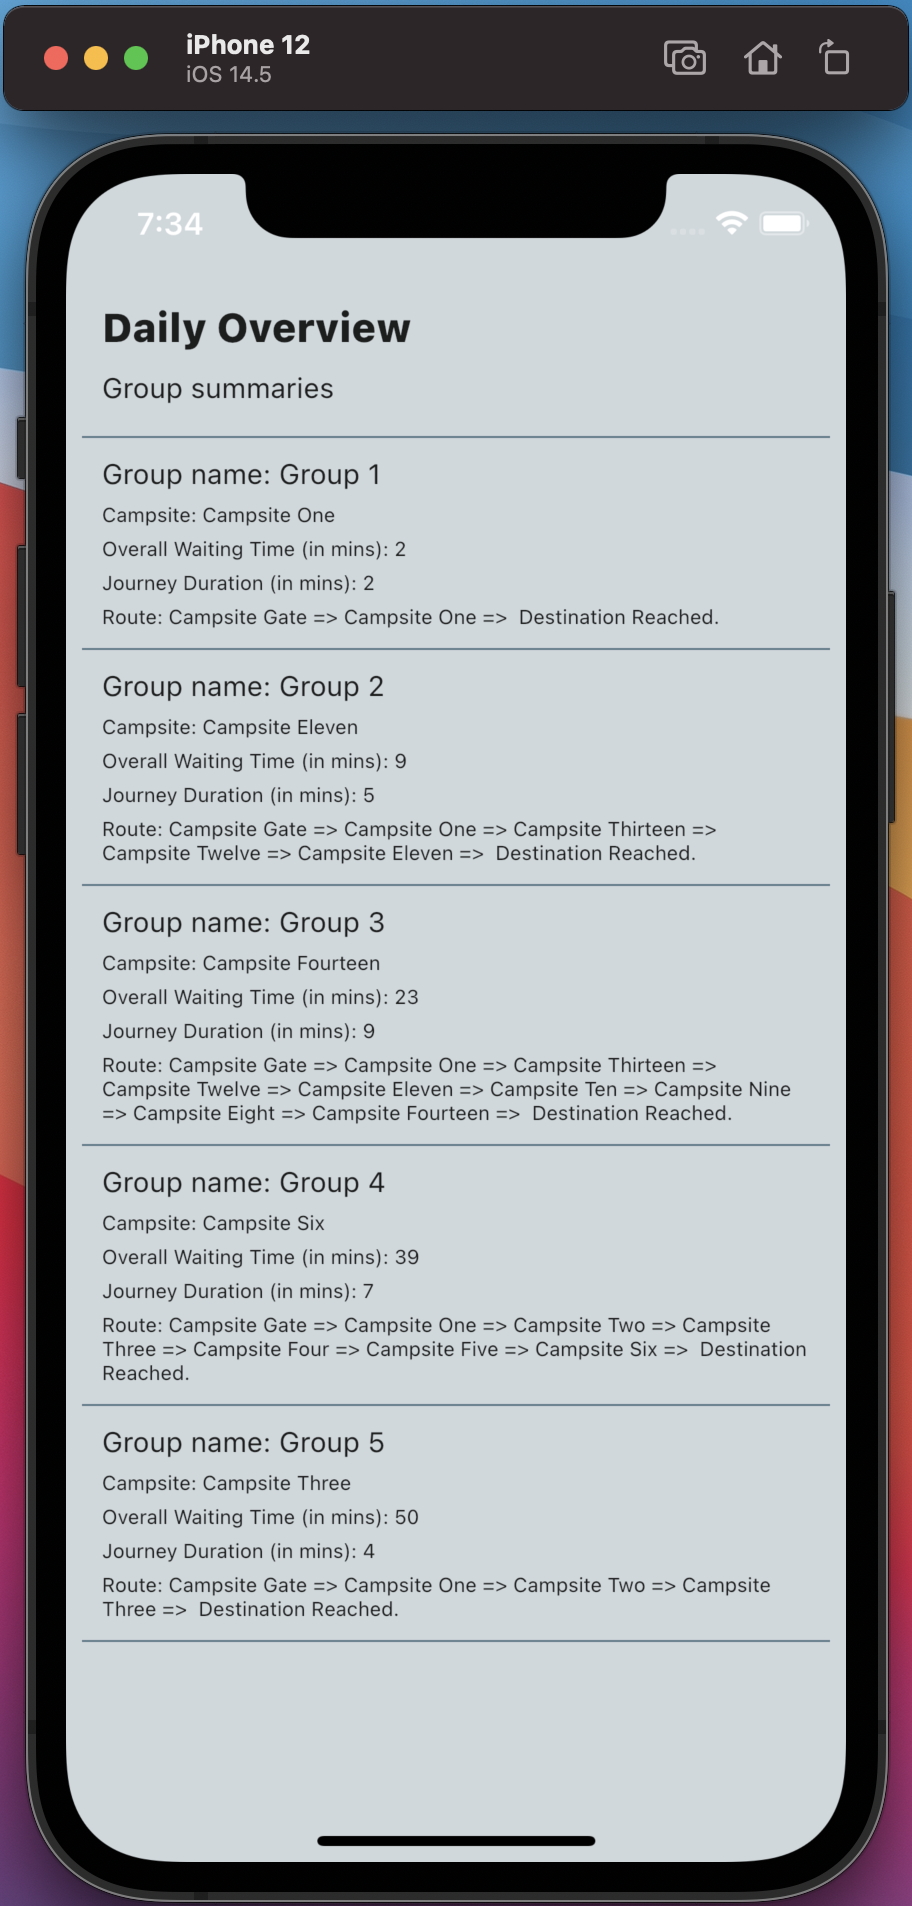 iPhone 12
iOS 14.5
7:34
Daily Overview
Group summaries
Group name: Group 1
Campsite: Campsite One
Overall Waiting Time (in mins): 2
Journey Duration (in mins): 2
Route: Campsite Gate => Campsite One =>  Destination Reached.
Group name: Group 2
Campsite: Campsite Eleven
Overall Waiting Time (in mins): 9
Journey Duration (in mins): 5
Route: Campsite Gate => Campsite One => Campsite Thirteen =>
Campsite Twelve => Campsite Eleven =>  Destination Reached.
Group name: Group 3
Campsite: Campsite Fourteen
Overall Waiting Time (in mins): 23
Journey Duration (in mins): 9
Route: Campsite Gate => Campsite One => Campsite Thirteen =>
Campsite Twelve => Campsite Eleven => Campsite Ten => Campsite Nine
=> Campsite Eight => Campsite Fourteen =>  Destination Reached.
Group name: Group 4
Campsite: Campsite Six
Overall Waiting Time (in mins): 39
Journey Duration (in mins): 7
Route: Campsite Gate => Campsite One => Campsite Two => Campsite
Three => Campsite Four => Campsite Five => Campsite Six =>  Destination
Reached.
Group name: Group 5
Campsite: Campsite Three
Overall Waiting Time (in mins): 50
Journey Duration (in mins): 4
Route: Campsite Gate => Campsite One => Campsite Two => Campsite
Three =>  Destination Reached.